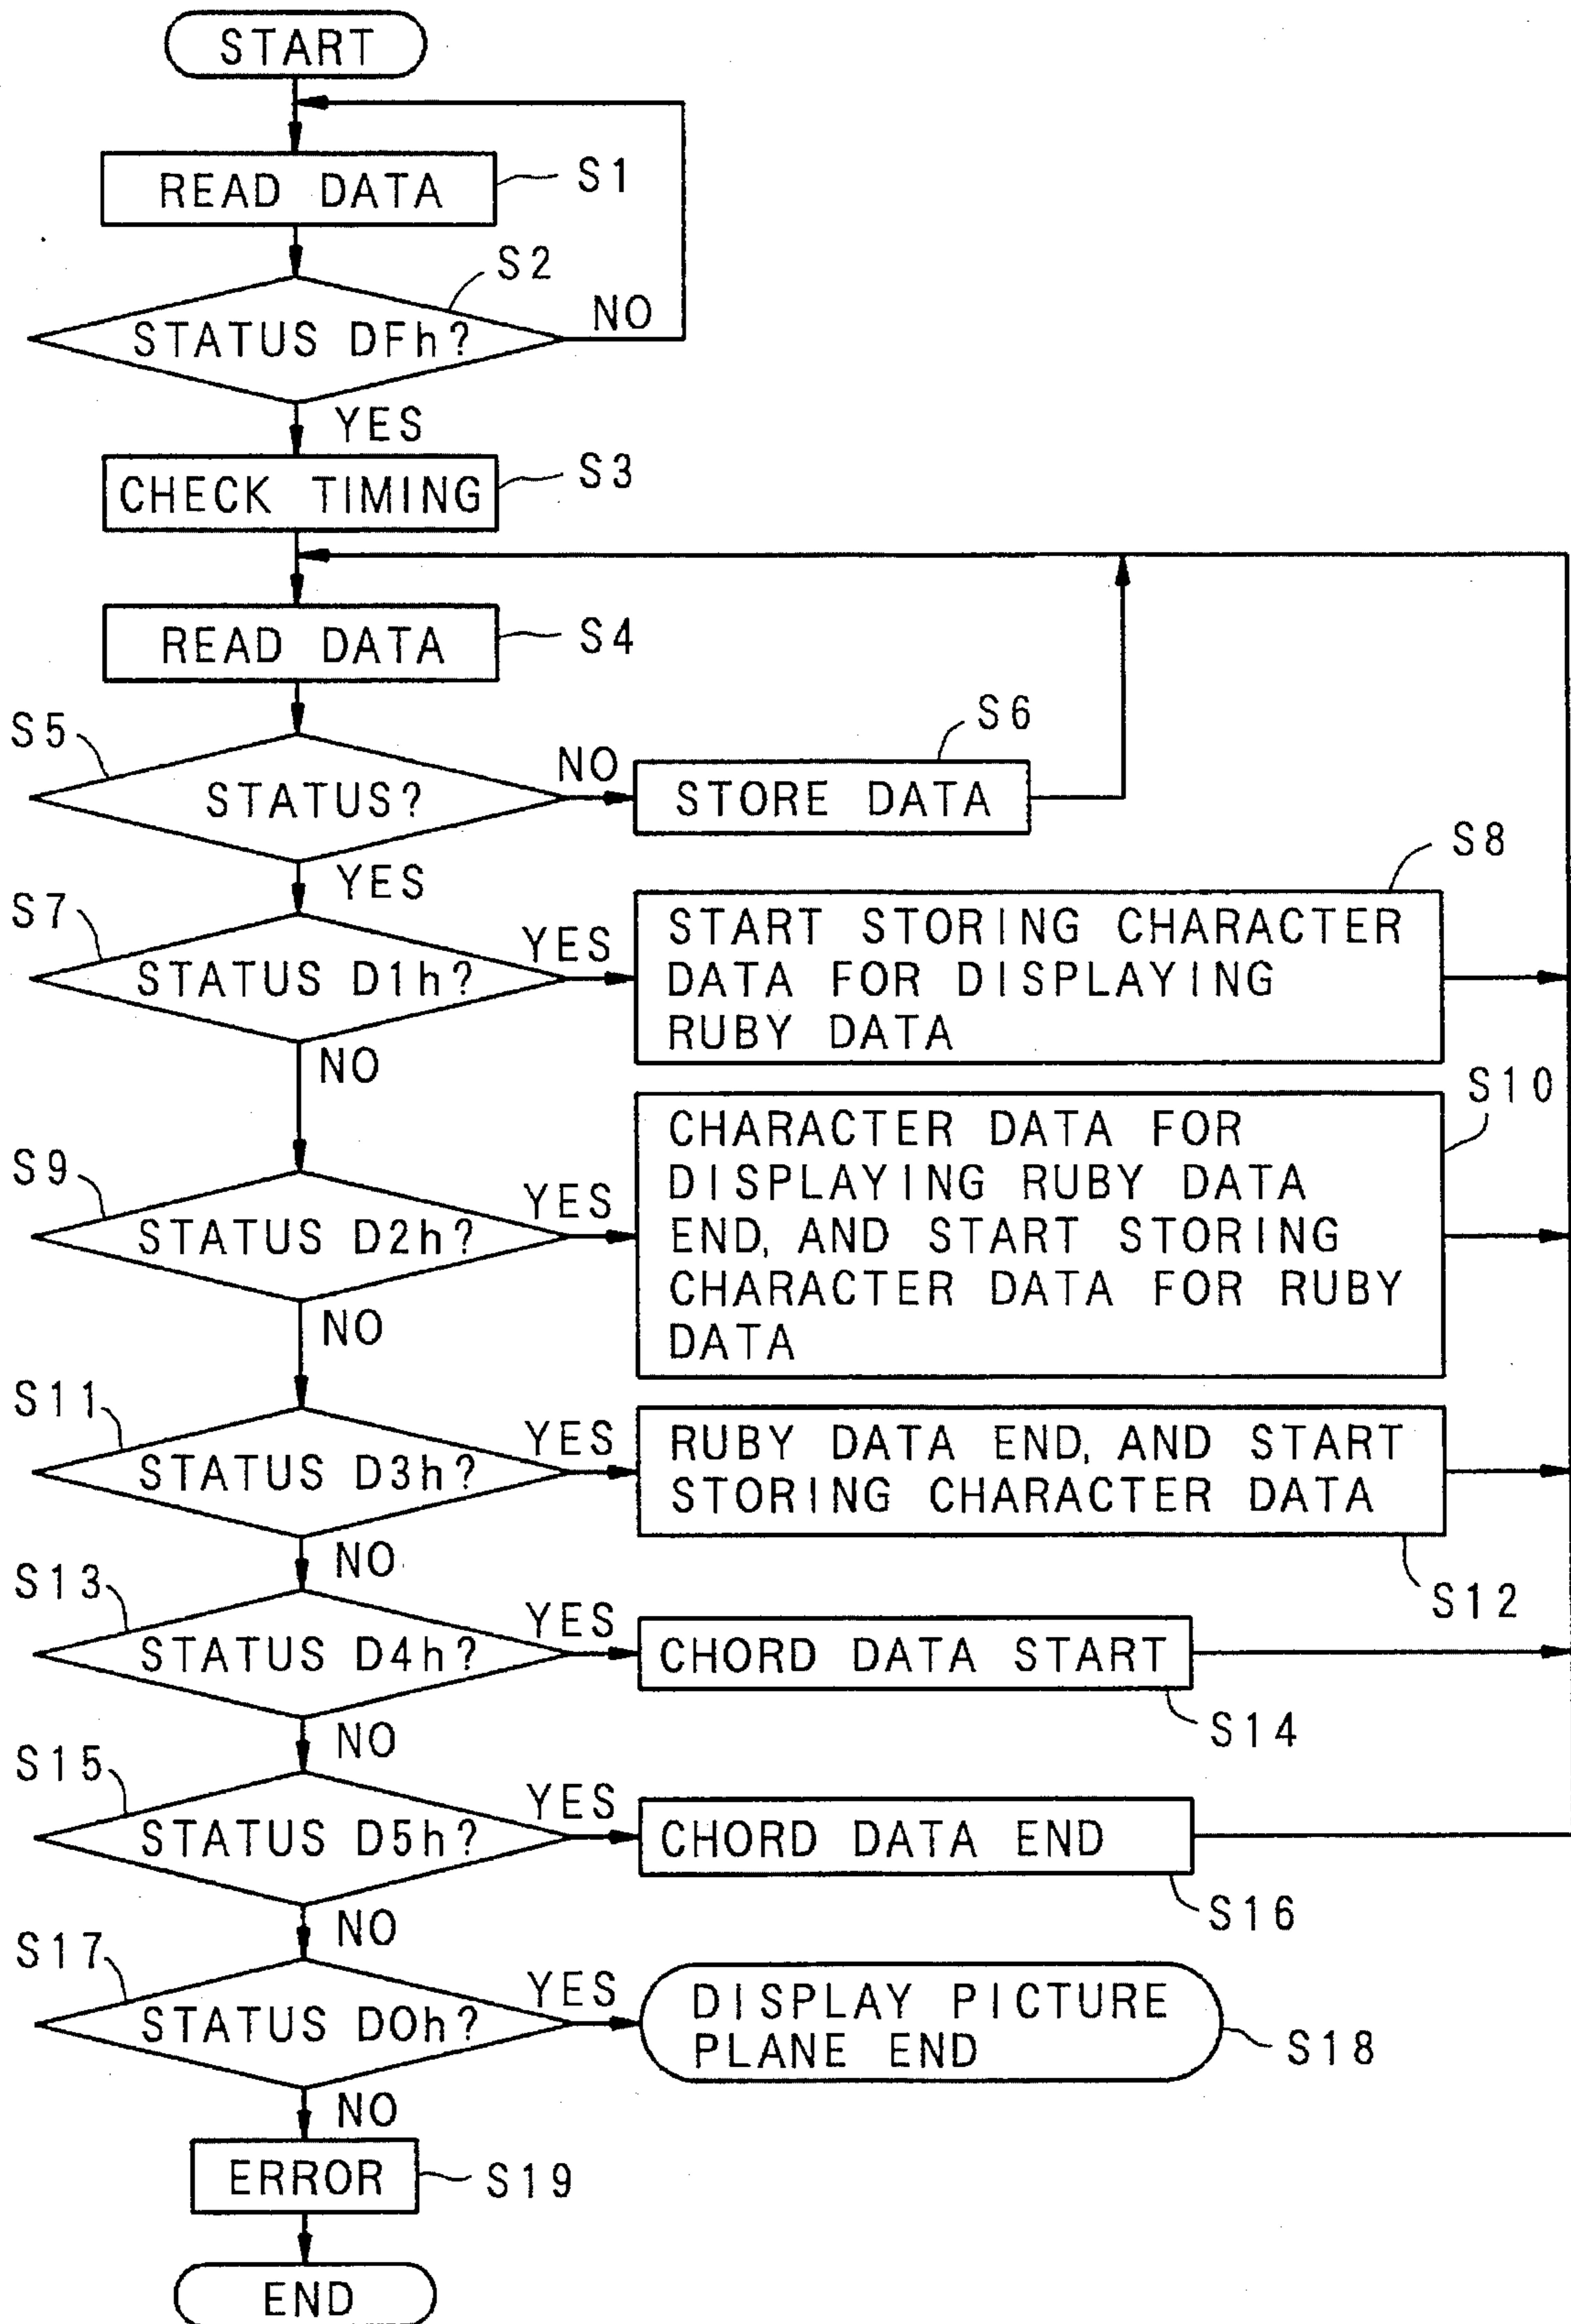 START
READ DATA
S1
S2
STATUS DFh?
NO
YES
CHECK TIMING
S3
READ DATA
S4
S5
STATUS?
NO
S6
STORE DATA
YES
S7
STATUS D1h?
YES
S8
START STORING CHARACTER
DATA FOR DISPLAYING
RUBY DATA
NO
S9
STATUS D2h?
YES
S10
CHARACTER DATA FOR
DISPLAYING RUBY DATA
END, AND START STORING
CHARACTER DATA FOR RUBY
DATA
NO
S11
STATUS D3h?
YES
RUBY DATA END, AND START
STORING CHARACTER DATA
S12
NO
S13
STATUS D4h?
YES
CHORD DATA START
S14
NO
S15
STATUS D5h?
YES
CHORD DATA END
S16
NO
S17
STATUS D0h?
YES
DISPLAY PICTURE
PLANE END
S18
NO
ERROR
S19
END